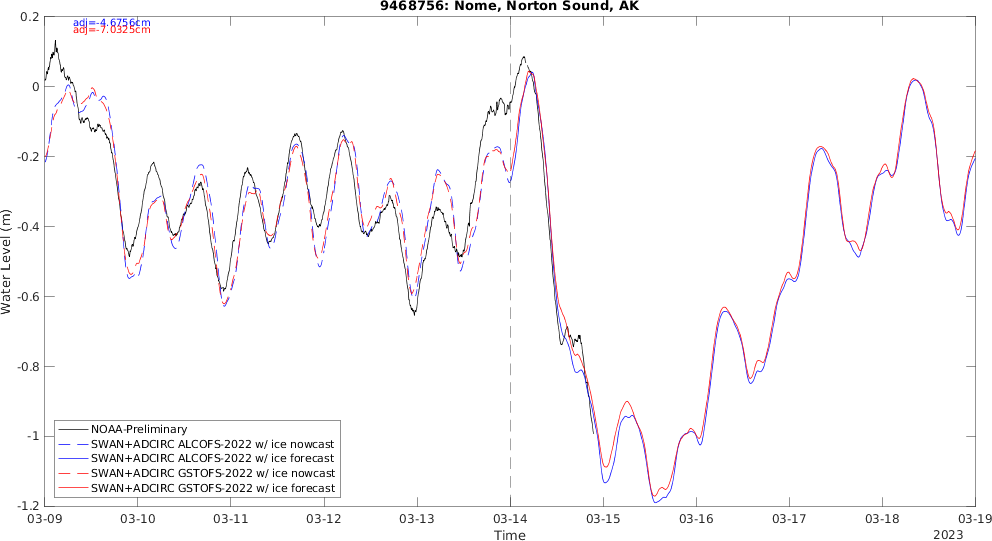 9468756: Nome, Norton Sound, AK
adj=-4.6756cm
adj=-7.0325cm
0.2
0
-0.2
-0.4
-0.6
-0.8
-1
-1.2
Water Level (m)
NOAA-Preliminary
SWAN+ADCIRC ALCOFS-2022 w/ ice nowcast
SWAN+ADCIRC ALCOFS-2022 w/ ice forecast
SWAN+ADCIRC GSTOFS-2022 w/ ice nowcast
SWAN+ADCIRC GSTOFS-2022 w/ ice forecast
03-09 03-10 03-11 03-12 03-13 03-14 03-15 03-16 03-17 03-18 03-19
Time
2023